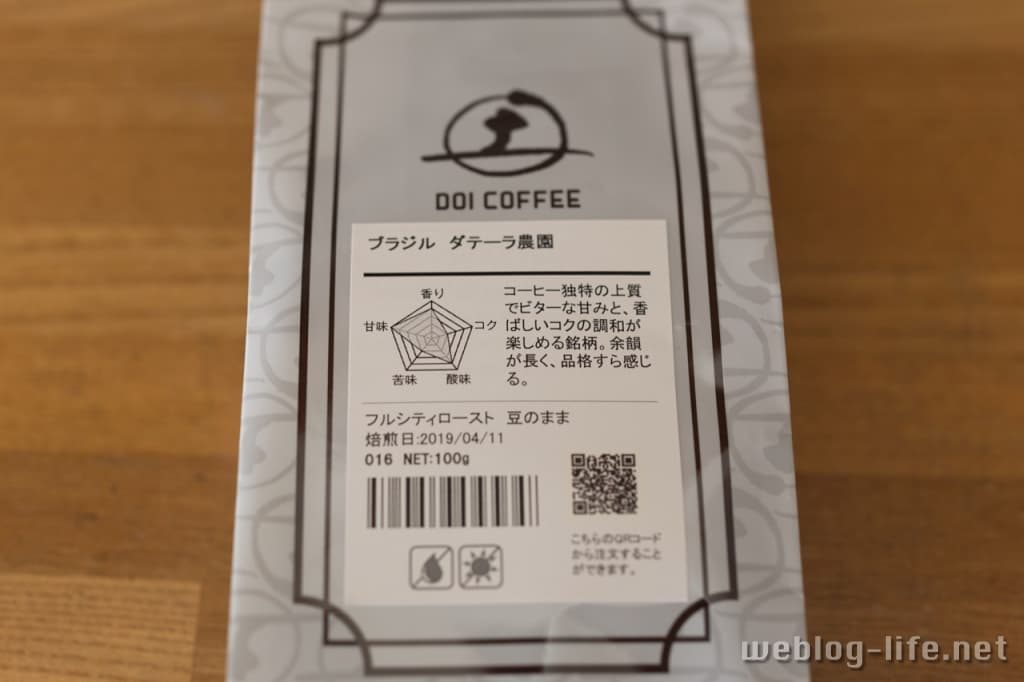 DOI COFFEE
ブラジル ダテーラ農園
香り
甘味
コク
苦味
酸味
コーヒー独特の上質
でビターな甘みと、香
ばしいコクの調和が
楽しめる銘柄。余韻
が長く、品格すら感じ
る。
フルシティロースト 豆のまま
焙煎日:2019/04/11
016 NET:100g
こちらのQRコード
から注文すること
ができます。
weblog-life.net